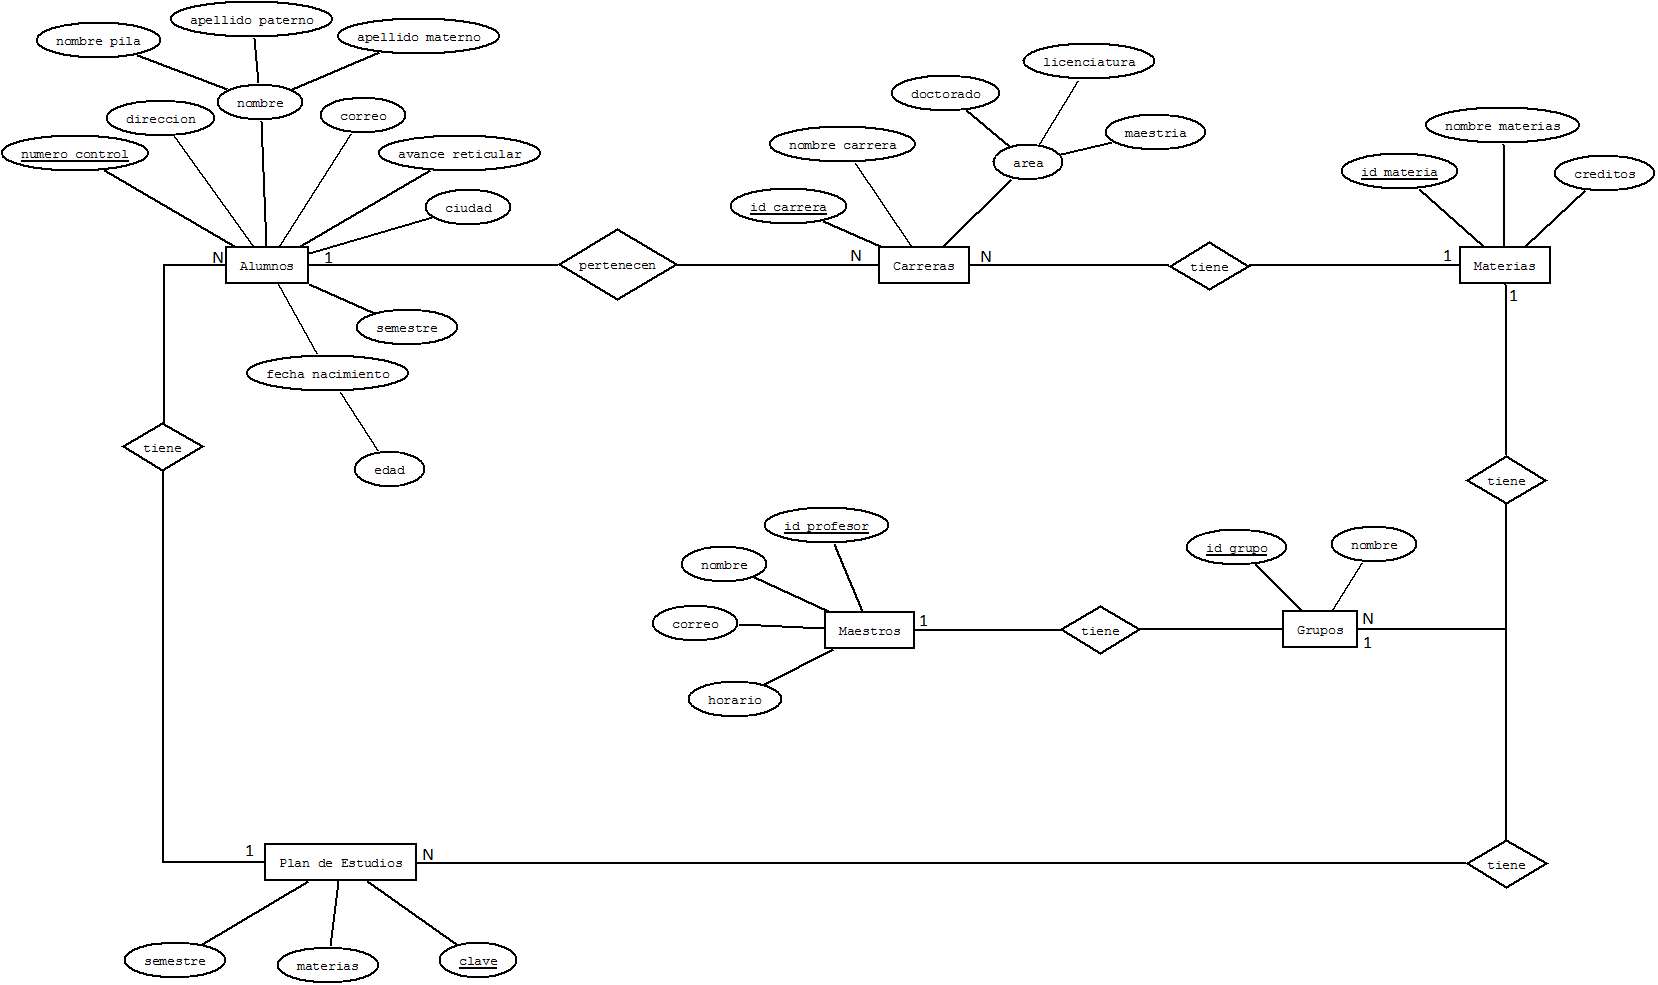 apellido paterno
nombre pila
apellido materno
nombre
direccion
correo
numero control
avance reticular
ciudad
licenciatura
doctorado
maestria
nombre carrera
area
id carrera
nombre materias
id materia
creditos
N
Alumnos
1
pertenecen
N
Carreras
N
tiene
1
Materias
1
semestre
fecha nacimiento
tiene
edad
tiene
id profesor
nombre
correo
horario
Maestros
1
tiene
id grupo
nombre
Grupos
N
1
1
Plan de Estudios
N
tiene
semestre
materias
clave